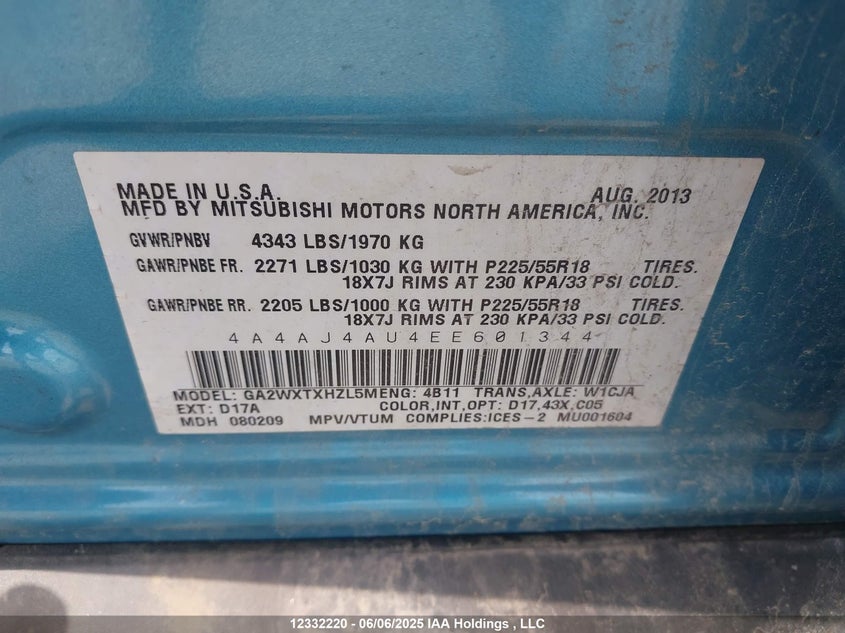 MADE IN U.S.A. AUG. 2013
MFD BY MITSUBISHI MOTORS NORTH AMERICA, INC.
GVWR/PNBV 4343 LBS/1970 KG
GAWR/PNBE FR. 2271 LBS/1030 KG WITH P225/55R18 TIRES.
18X7J RIMS AT 230 KPA/33 PSI COLD.
GAWR/PNBE RR. 2205 LBS/1000 KG WITH P225/55R18 TIRES.
18X7J RIMS AT 230 KPA/33 PSI COLD.
4A4AJ4AU4EE601344
MODEL: GA2WXTXHZL5M ENG: 4B11 TRANS,AXLE: W1CJA
EXT: D17A COLOR,INT,OPT: D17,43X,C05
MDH 080209 MPV/VTUM COMPLIES:ICES-2 MU001604
12332220 - 06/06/2025 IAA Holdings , LLC